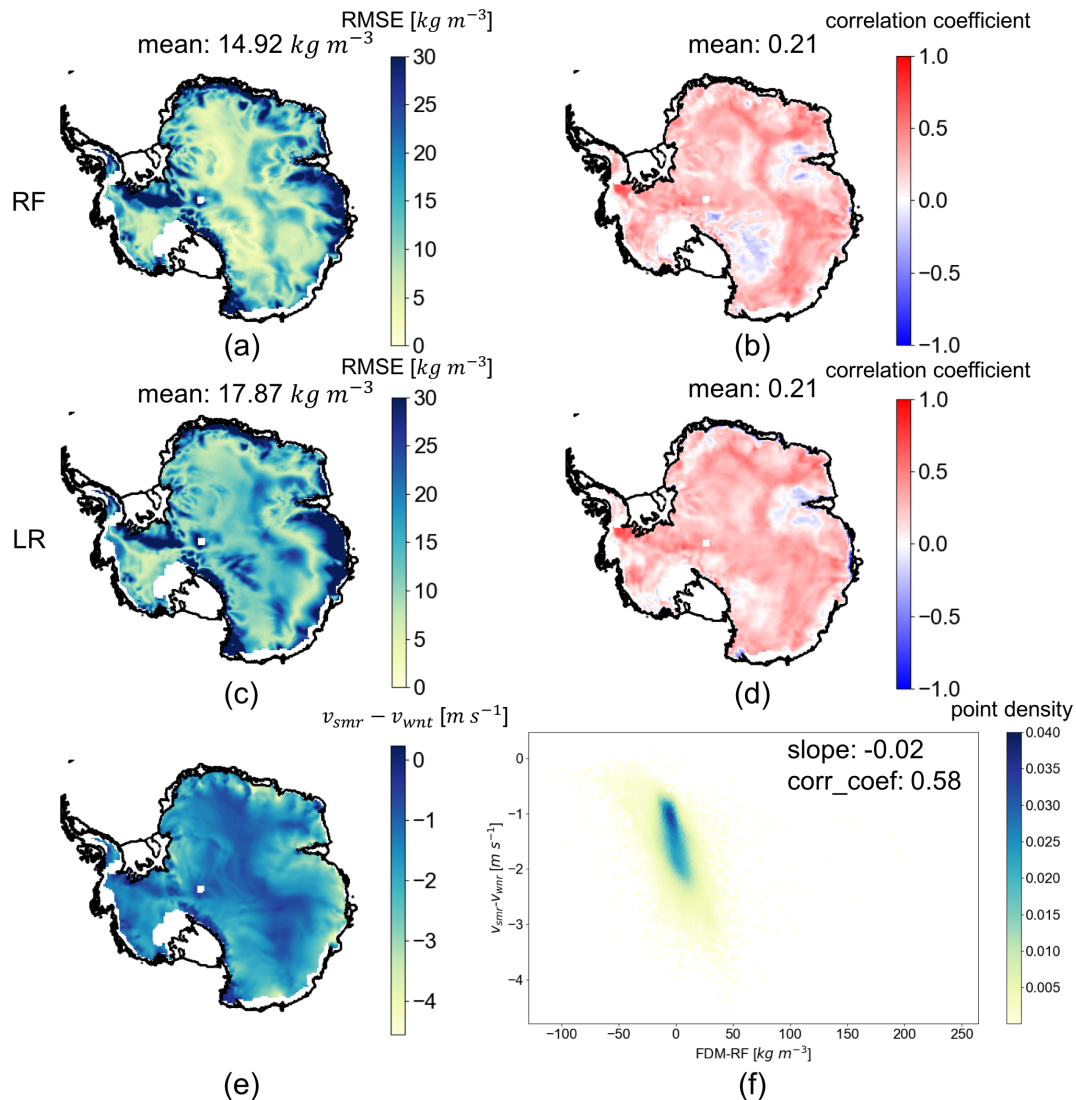 RMSE [kg m⁻³]
mean: 14.92 kg m⁻³
30
25
20
15
10
5
0
RF
(a)
correlation coefficient
mean: 0.21
1.0
0.5
0.0
−0.5
−1.0
(b)
RMSE [kg m⁻³]
mean: 17.87 kg m⁻³
30
25
20
15
10
5
0
LR
(c)
correlation coefficient
mean: 0.21
1.0
0.5
0.0
−0.5
−1.0
(d)
v_smr − v_wnt [m s⁻¹]
0
−1
−2
−3
−4
(e)
point density
slope: -0.02
corr_coef: 0.58
0.040
0.035
0.030
0.025
0.020
0.015
0.010
0.005
v_smr-v_wnr [m s⁻¹]
0
−1
−2
−3
−4
−100 −50 0 50 100 150 200 250
FDM-RF [kg m⁻³]
(f)